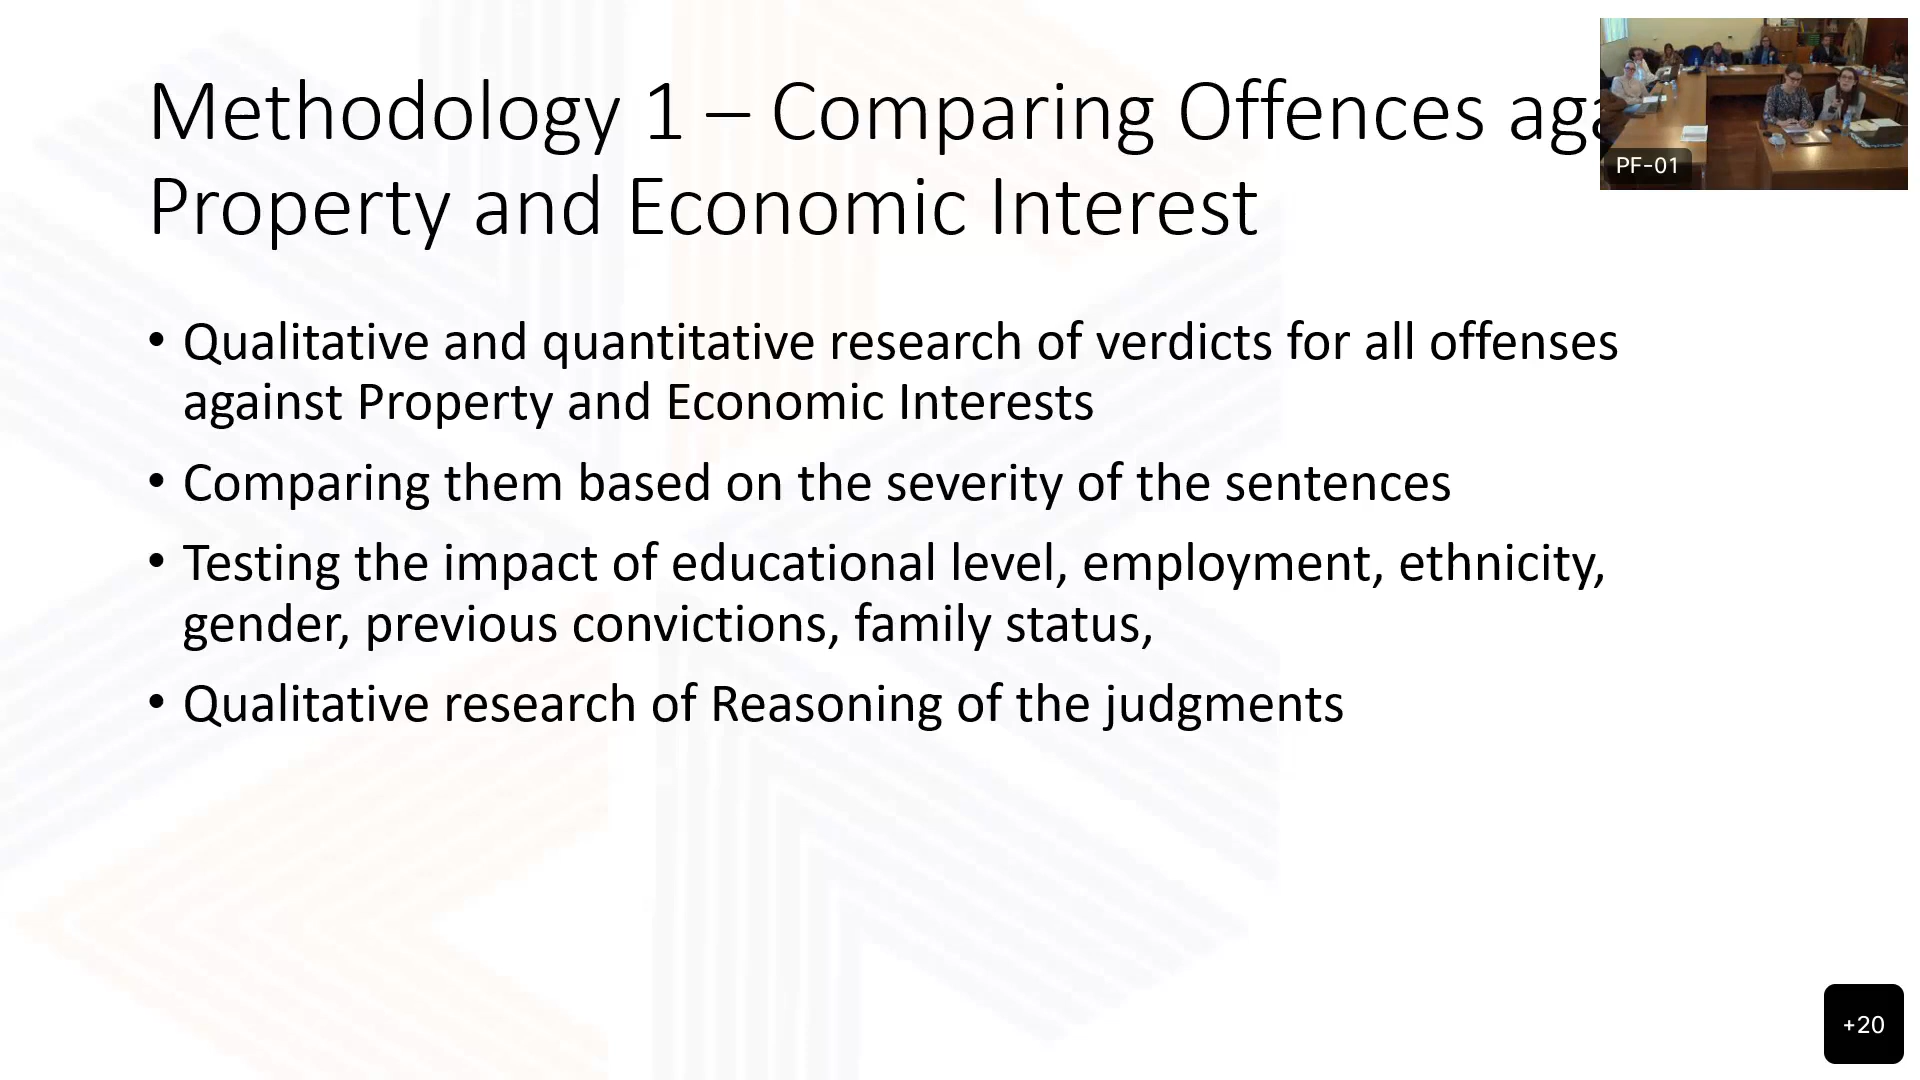 Methodology 1 – Comparing Offences aga
Property and Economic Interest
PF-01
• Qualitative and quantitative research of verdicts for all offenses
against Property and Economic Interests
• Comparing them based on the severity of the sentences
• Testing the impact of educational level, employment, ethnicity,
gender, previous convictions, family status,
• Qualitative research of Reasoning of the judgments
+20